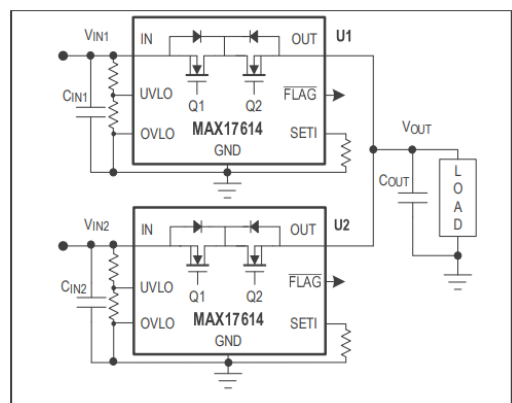 VIN1
IN
OUT
U1
CIN1
UVLO
Q1
Q2
FLAG
MAX17614
OVLO
SETI
GND
VOUT
COUT
LOAD
VIN2
IN
OUT
U2
CIN2
UVLO
Q1
Q2
FLAG
MAX17614
OVLO
SETI
GND